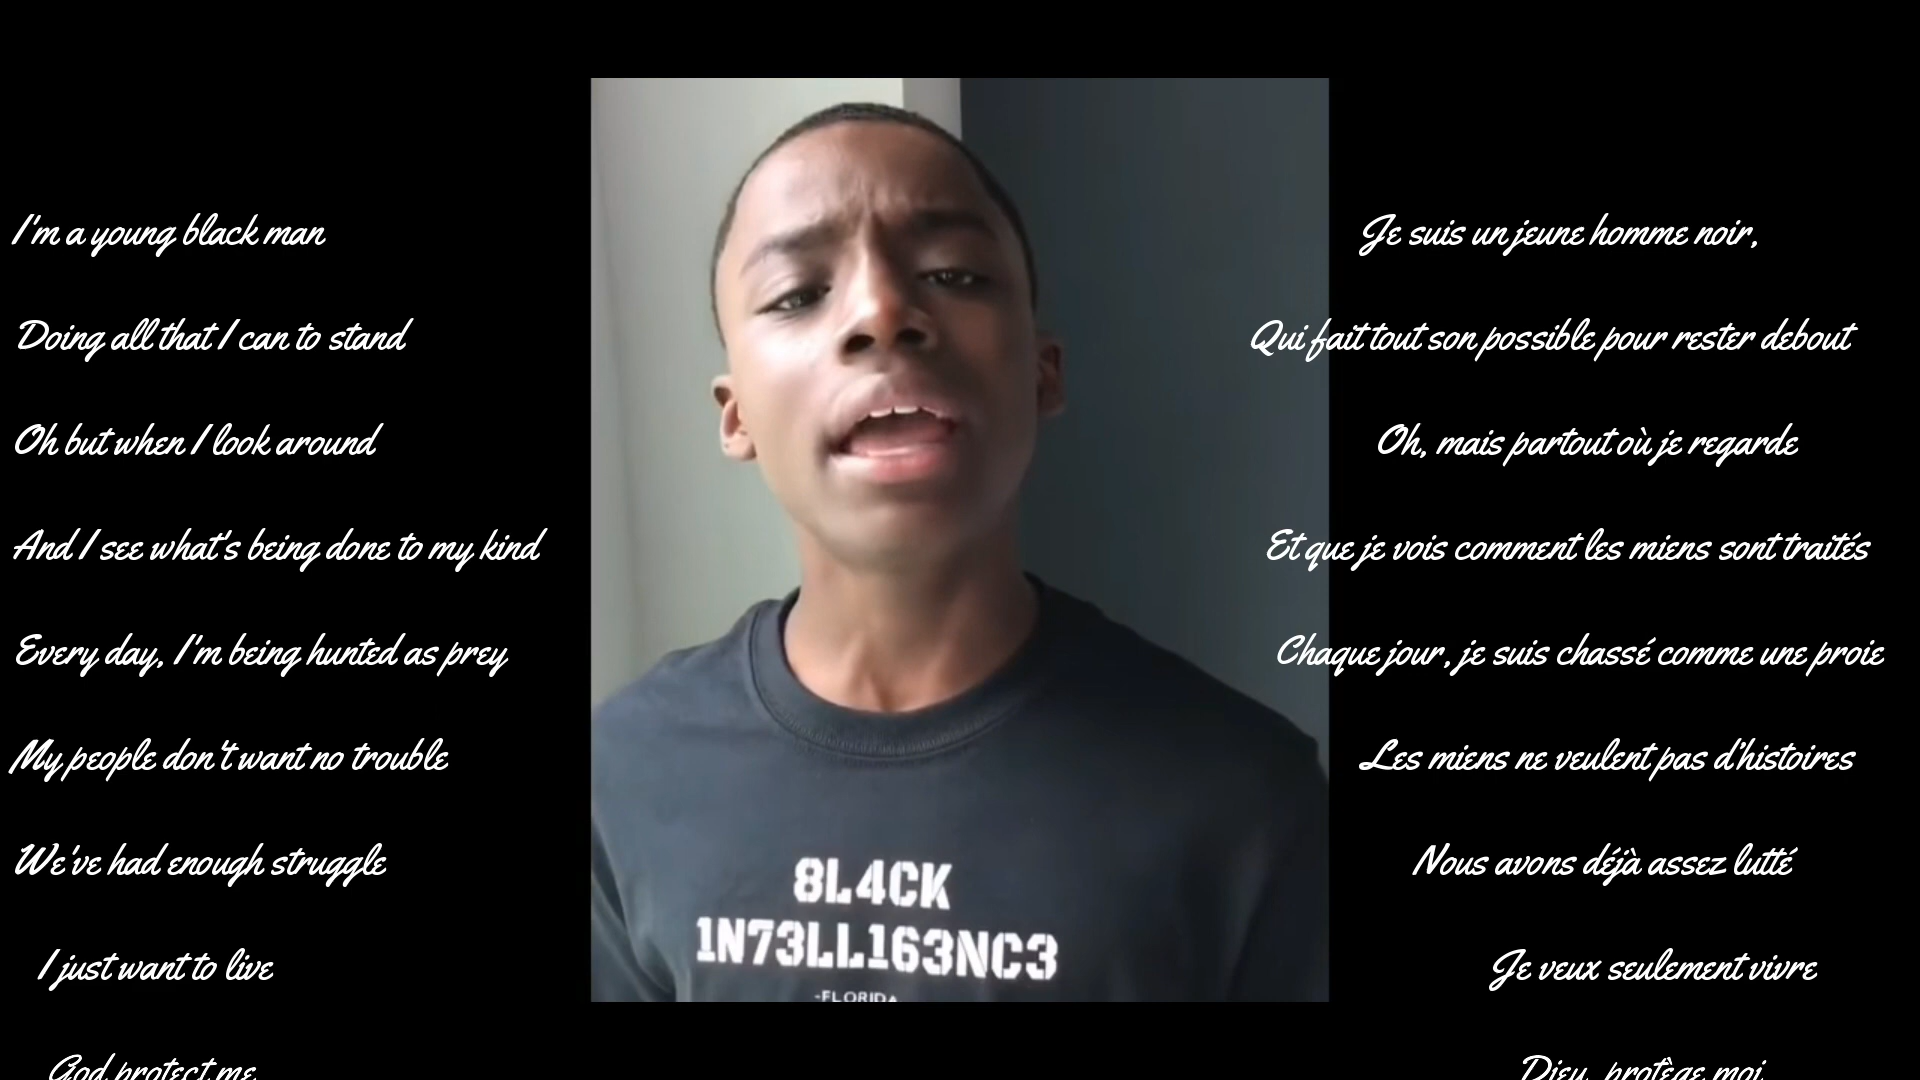 I'm a young black man
Doing all that I can to stand
Oh but when I look around
And I see what's being done to my kind
Every day, I'm being hunted as prey
My people don't want no trouble
We've had enough struggle
I just want to live
God protect me
8L4CK
1N73LL163NC3
-FLORIDA
Je suis un jeune homme noir,
Qui fait tout son possible pour rester debout
Oh, mais partout où je regarde
Et que je vois comment les miens sont traités
Chaque jour, je suis chassé comme une proie
Les miens ne veulent pas d'histoires
Nous avons déjà assez lutté
Je veux seulement vivre
Dieu, protège moi